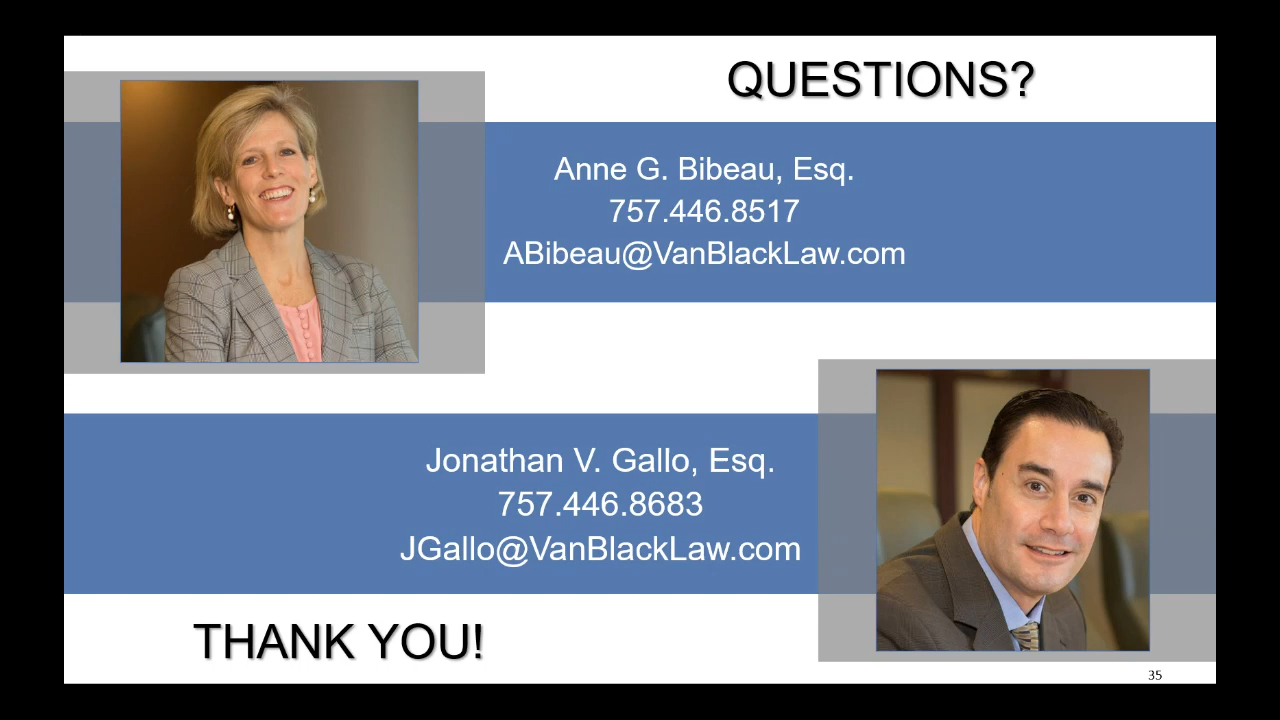 QUESTIONS?
Anne G. Bibeau, Esq.
757.446.8517
ABibeau@VanBlackLaw.com
Jonathan V. Gallo, Esq.
757.446.8683
JGallo@VanBlackLaw.com
THANK YOU!
35